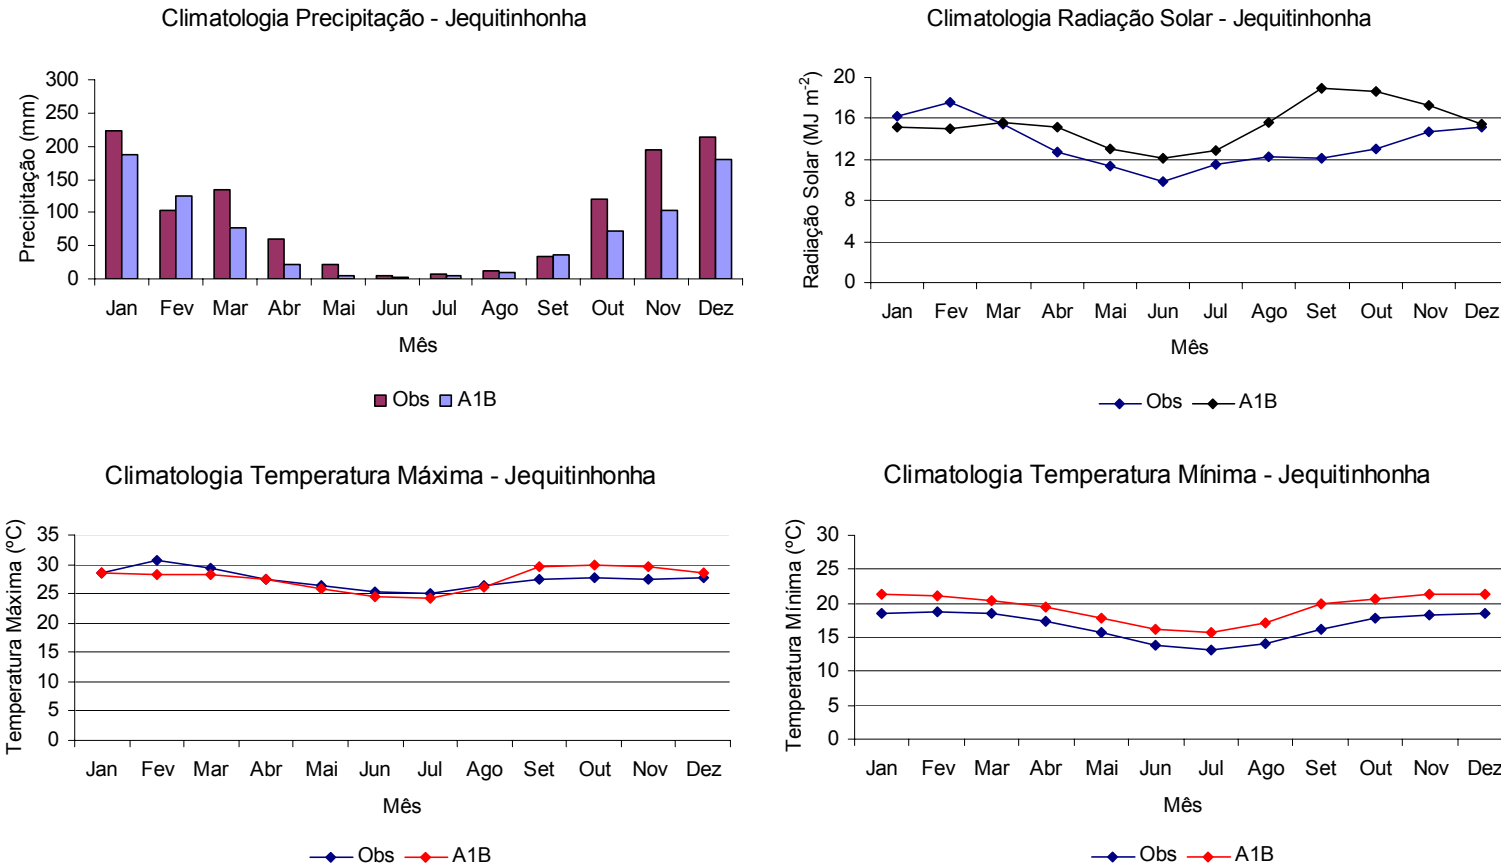 Climatologia Precipitação - Jequitinhonha
Precipitação (mm)
300
250
200
150
100
50
0
Jan Fev Mar Abr Mai Jun Jul Ago Set Out Nov Dez
Mês
Obs A1B
Climatologia Radiação Solar - Jequitinhonha
Radiação Solar (MJ m-2)
20
16
12
8
4
0
Jan Fev Mar Abr Mai Jun Jul Ago Set Out Nov Dez
Mês
Obs A1B
Climatologia Temperatura Máxima - Jequitinhonha
Temperatura Máxima (ºC)
35
30
25
20
15
10
5
0
Jan Fev Mar Abr Mai Jun Jul Ago Set Out Nov Dez
Mês
Obs A1B
Climatologia Temperatura Mínima - Jequitinhonha
Temperatura Mínima (ºC)
30
25
20
15
10
5
0
Jan Fev Mar Abr Mai Jun Jul Ago Set Out Nov Dez
Mês
Obs A1B